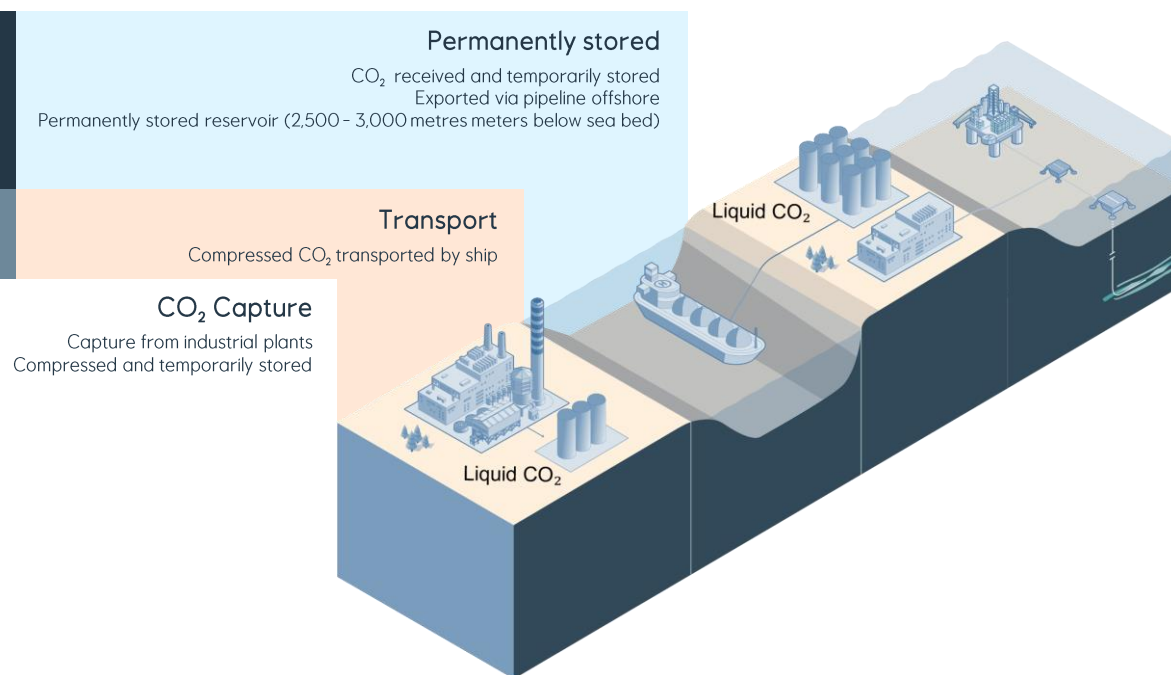 Permanently stored
CO₂ received and temporarily stored
Exported via pipeline offshore
Permanently stored reservoir (2,500 - 3,000 metres meters below sea bed)
Transport
Compressed CO₂ transported by ship
CO₂ Capture
Capture from industrial plants
Compressed and temporarily stored
Liquid CO₂
Liquid CO₂